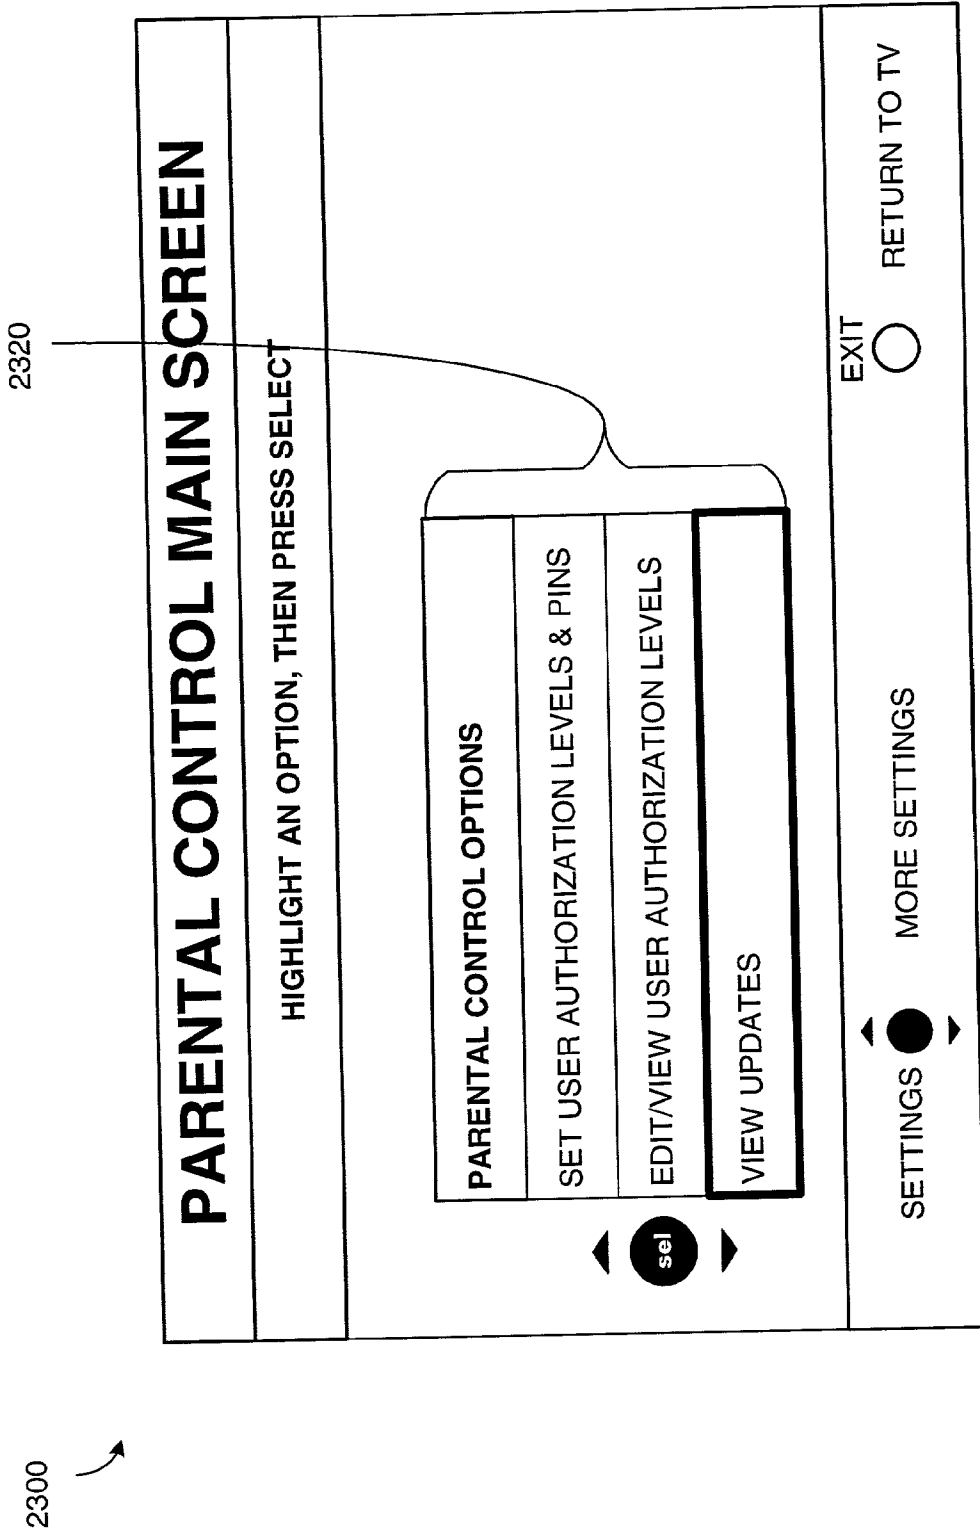 2300
2320
PARENTAL CONTROL MAIN SCREEN
HIGHLIGHT AN OPTION, THEN PRESS SELECT
PARENTAL CONTROL OPTIONS
SET USER AUTHORIZATION LEVELS & PINS
sel
EDIT/VIEW USER AUTHORIZATION LEVELS
VIEW UPDATES
EXIT
SETTINGS MORE SETTINGS RETURN TO TV